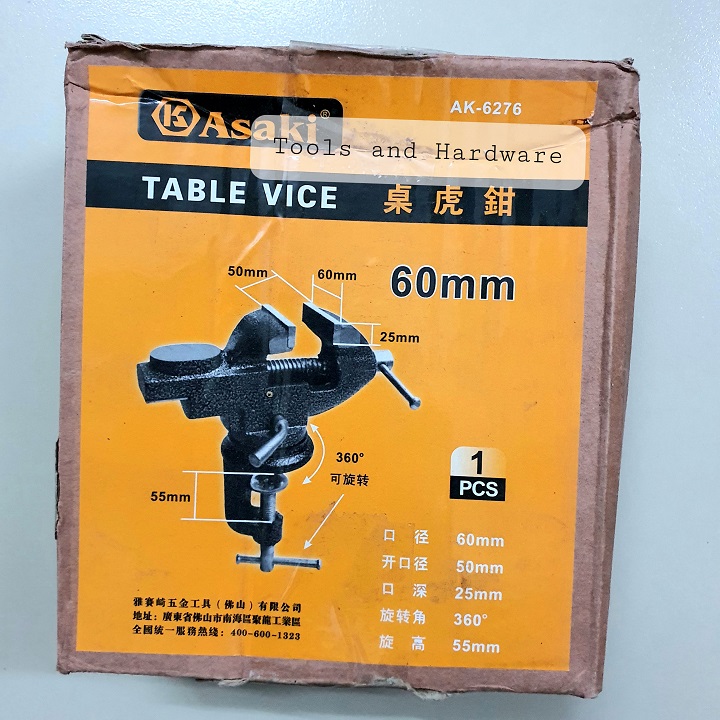 AK-6276
Asaki®
Tools and Hardware
TABLE VICE 桌虎鉗
60mm
50mm
60mm
25mm
360°
可旋转
55mm
1
PCS
口 径 60mm
开口径 50mm
口 深 25mm
旋转角 360°
旋 高 55mm
雅賽崎五金工具(佛山)有限公司
地址:廣東省佛山市南海區聚龍工業區
全國統一服務熱綫:400-600-1323